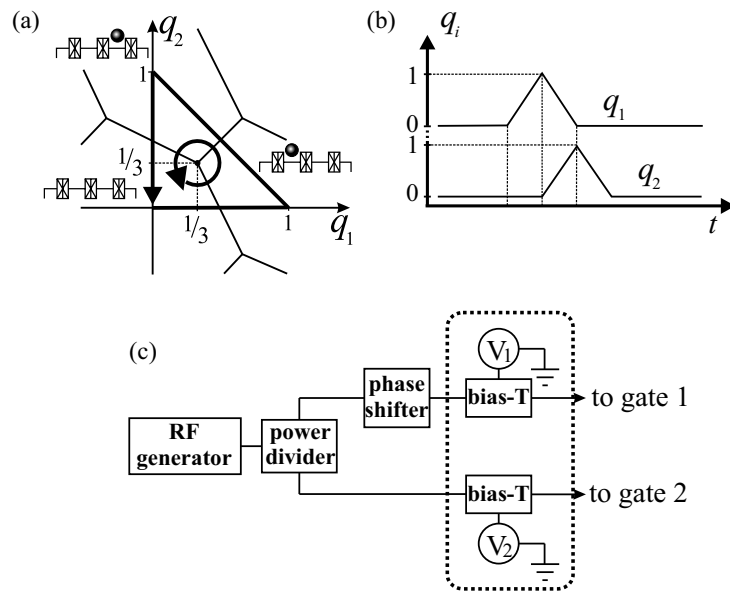 (a)
q2
1
1/3
1/3
1
q1
(b)
qi
1
0
q1
1
0
q2
t
(c)
RF
generator
power
divider
phase
shifter
V1
bias-T
to gate 1
bias-T
to gate 2
V2